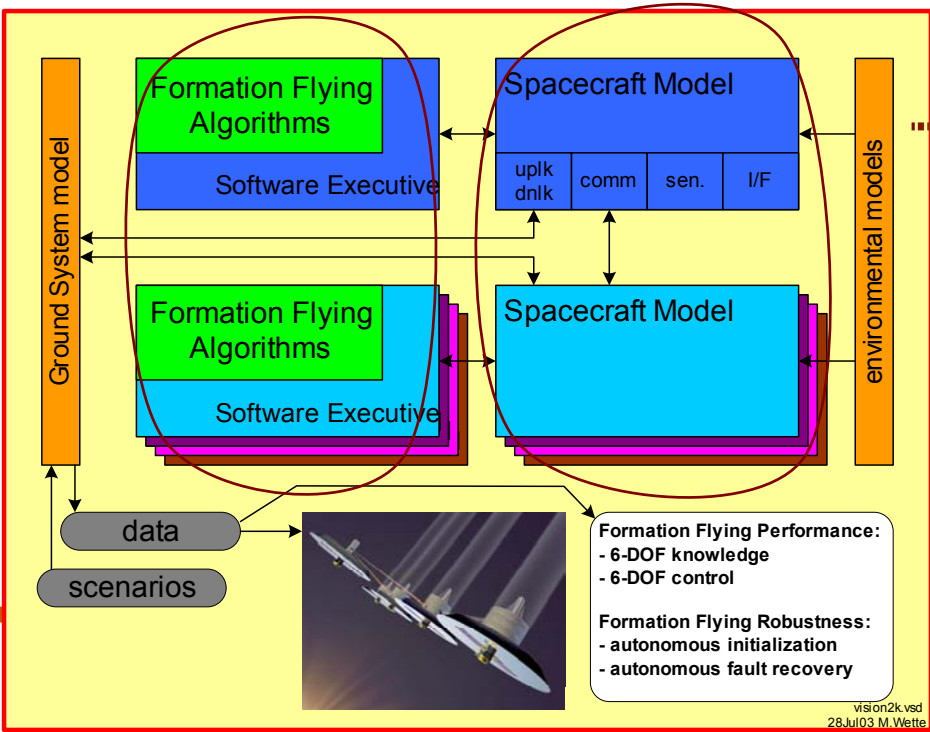 Ground System model
Formation Flying
Algorithms
Software Executive
Spacecraft Model
uplk
dnlk
comm
sen.
I/F
environmental models
Formation Flying
Algorithms
Software Executive
Spacecraft Model
data
scenarios
Formation Flying Performance:
- 6-DOF knowledge
- 6-DOF control
Formation Flying Robustness:
- autonomous initialization
- autonomous fault recovery
vision2k.vsd
28Jul03 M.Wette